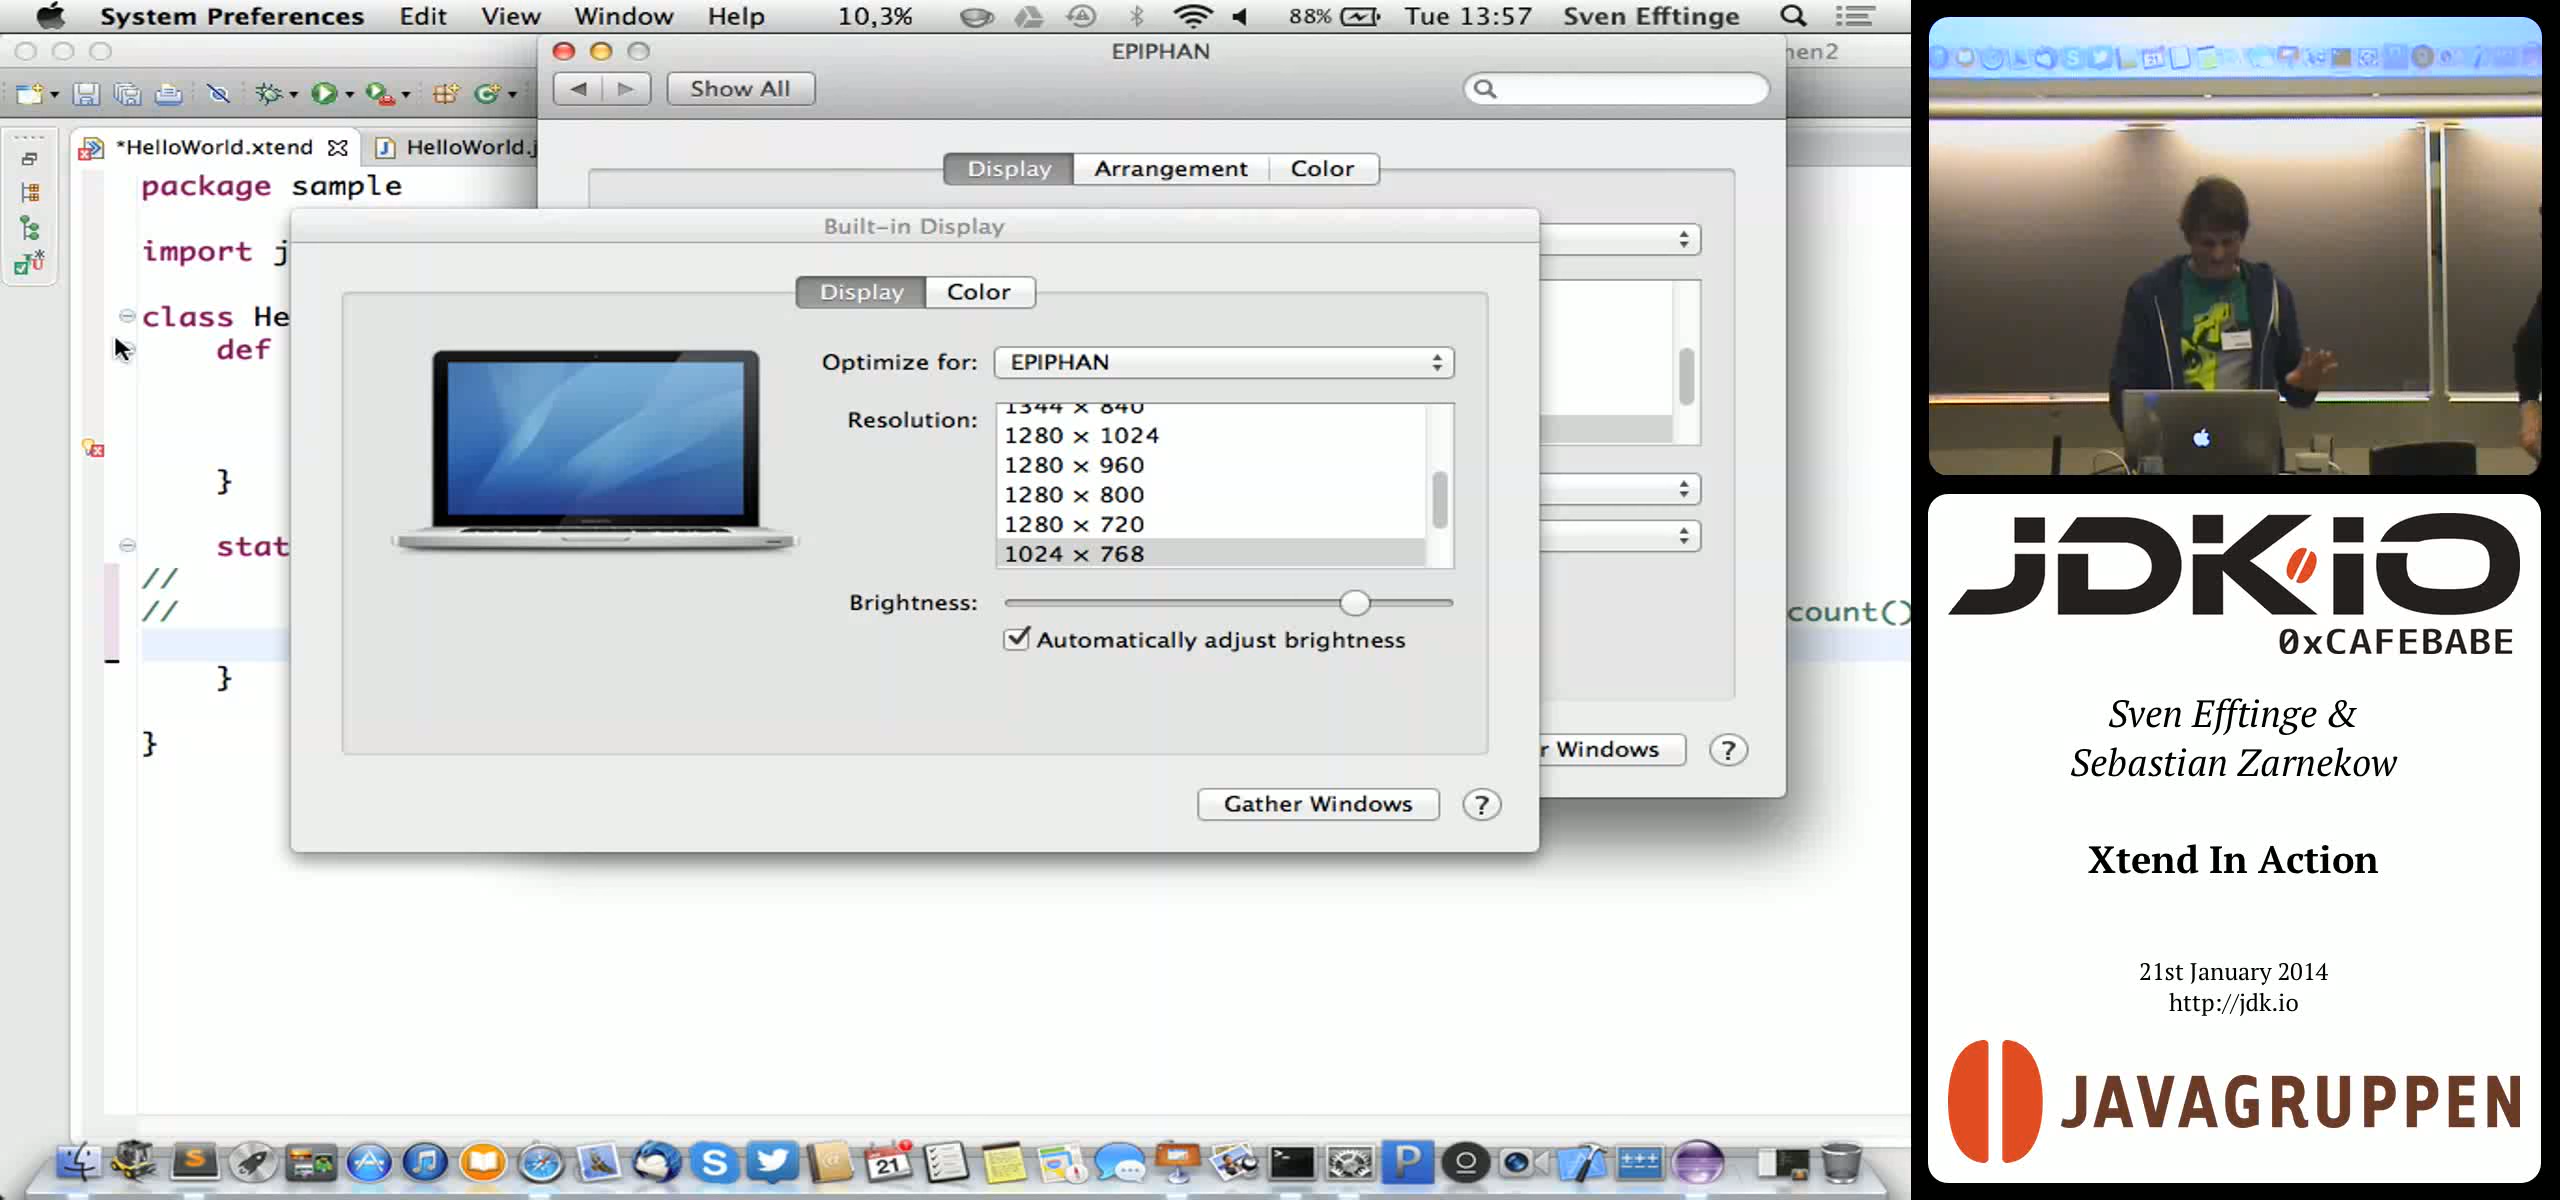 System Preferences Edit View Window Help 10,3% 88% Tue 13:57 Sven Efftinge
EPIPHAN
Show All
*HelloWorld.xtend
HelloWorld.j
Display Arrangement Color
package sample
import j
class He
def
}
stat
//
//
count()
}
}
Built-in Display
Display Color
Optimize for: EPIPHAN
Resolution: 1344 × 840
1280 × 1024
1280 × 960
1280 × 800
1280 × 720
1024 × 768
Brightness:
Automatically adjust brightness
r Windows ?
Gather Windows ?
21
JDK.IO
0xCAFEBABE
Sven Efftinge &
Sebastian Zarnekow
Xtend In Action
21st January 2014
http://jdk.io
JAVAGRUPPEN